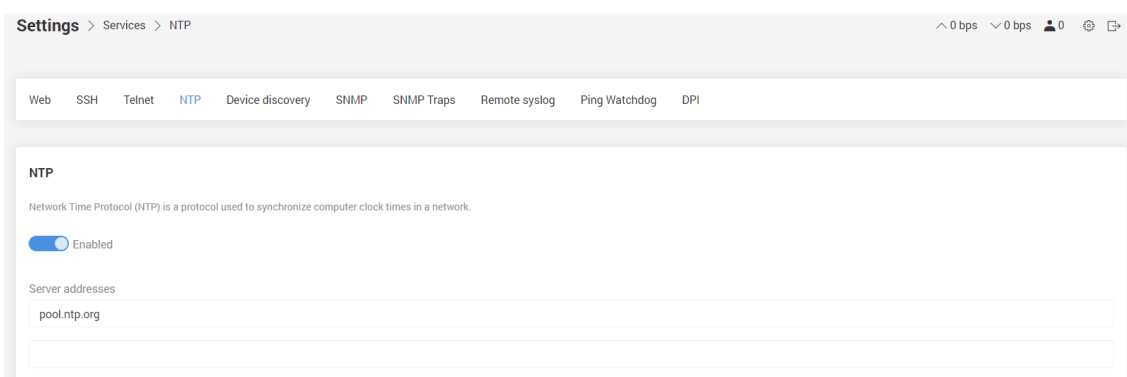 Settings > Services > NTP 0 bps 0 bps 0
Web SSH Telnet NTP Device discovery SNMP SNMP Traps Remote syslog Ping Watchdog DPI
NTP
Network Time Protocol (NTP) is a protocol used to synchronize computer clock times in a network.
Enabled
Server addresses
pool.ntp.org